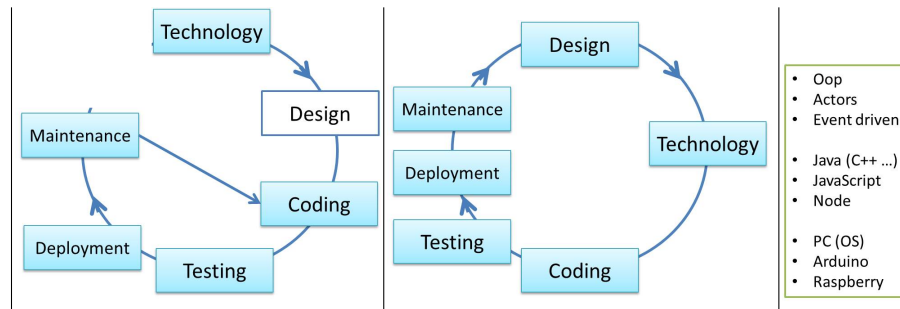 Technology
Design
Maintenance
Coding
Deployment
Testing
Design
Maintenance
Technology
Deployment
Testing
Coding
• Oop
• Actors
• Event driven
• Java (C++ ...)
• JavaScript
• Node
• PC (OS)
• Arduino
• Raspberry